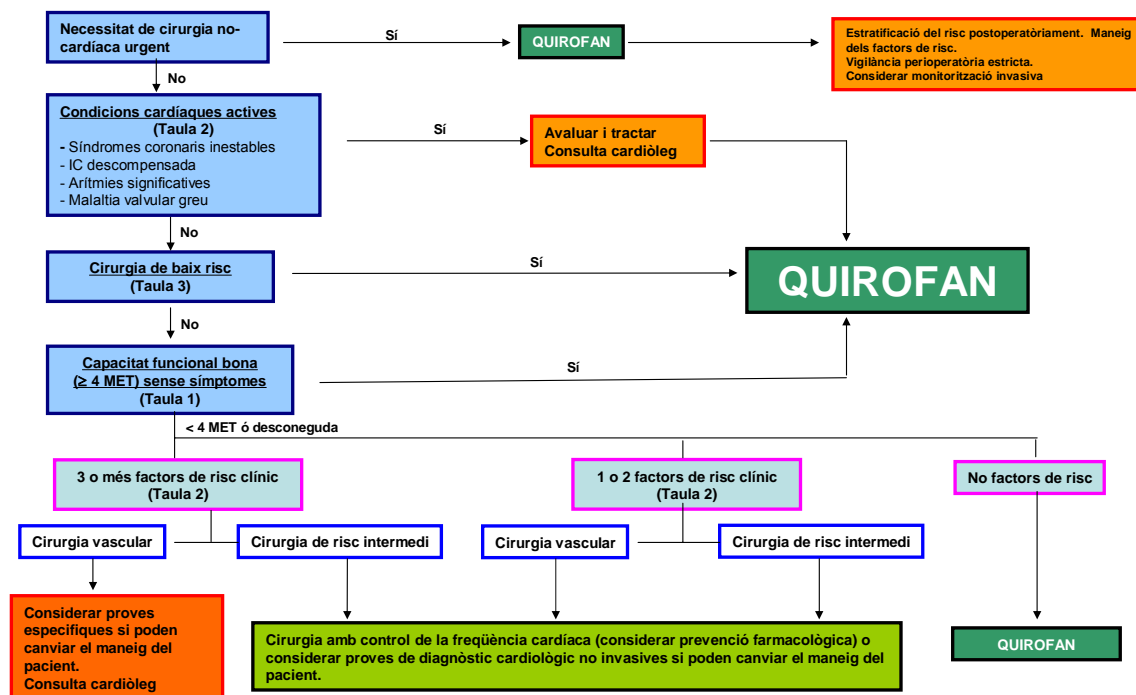 Necessitat de cirurgia no-
cardíaca urgent
Sí
QUIROFAN
Estratificació del risc postoperatòriament. Maneig
dels factors de risc.
Vigilància perioperatòria estricta.
Considerar monitorització invasiva
No
Condicions cardíaques actives
(Taula 2)
- Síndromes coronaris inestables
- IC descompensada
- Arítmies significatives
- Malaltia valvular greu
Sí
Avaluar i tractar
Consulta cardiòleg
No
Cirurgia de baix risc
(Taula 3)
Sí
QUIROFAN
No
Capacitat funcional bona
(≥ 4 MET) sense símptomes
(Taula 1)
Sí
< 4 MET ó desconeguda
3 o més factors de risc clínic
(Taula 2)
1 o 2 factors de risc clínic
(Taula 2)
No factors de risc
Cirurgia vascular
Cirurgia de risc intermedi
Cirurgia vascular
Cirurgia de risc intermedi
Considerar proves
especifiques si poden
canviar el maneig del
pacient.
Consulta cardiòleg
Cirurgia amb control de la freqüència cardíaca (considerar prevenció farmacològica) o
considerar proves de diagnòstic cardiològic no invasives si poden canviar el maneig del
pacient.
QUIROFAN